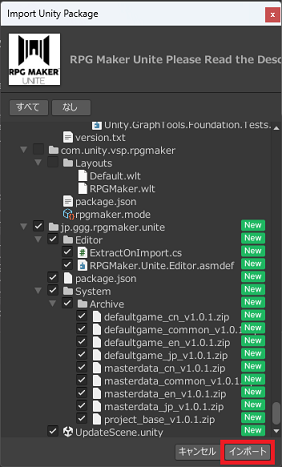 Import Unity Package
x
RPG MAKER
UNITE
RPG Maker Unite Please Read the Desc
すべて
なし
Unity.GraphTools.Foundation.Tests.
version.txt
com.unity.vsp.rpgmaker
Layouts
Default.wlt
RPGMaker.wlt
package.json
rpgmaker.mode
jp.ggg.rpgmaker.unite New
Editor New
ExtractOnImport.cs New
RPGMaker.Unite.Editor.asmdef New
package.json New
System New
Archive New
defaultgame_cn_v1.0.1.zip New
defaultgame_common_v1.0.1.zip New
defaultgame_en_v1.0.1.zip New
defaultgame_jp_v1.0.1.zip New
masterdata_cn_v1.0.1.zip New
masterdata_common_v1.0.1.zip New
masterdata_en_v1.0.1.zip New
masterdata_jp_v1.0.1.zip New
project_base_v1.0.1.zip New
UpdateScene.unity New
キャンセル
インポート